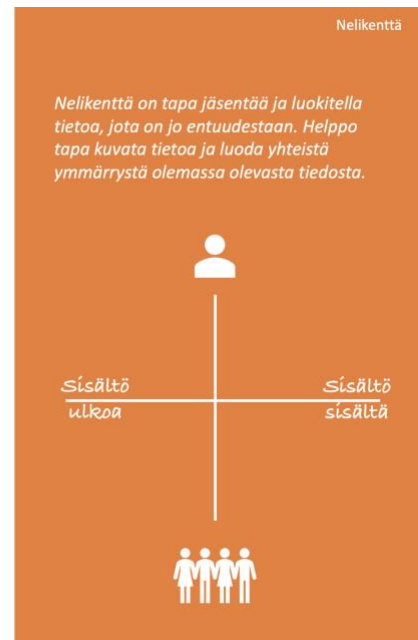 Nelikenttä
Nelikenttä on tapa jäsentää ja luokitella
tietoa, jota on jo entuudestaan. Helppo
tapa kuvata tietoa ja luoda yhteistä
ymmärrystä olemassa olevasta tiedosta.
Sisältö
ulkoa
Sisältö
sisältä